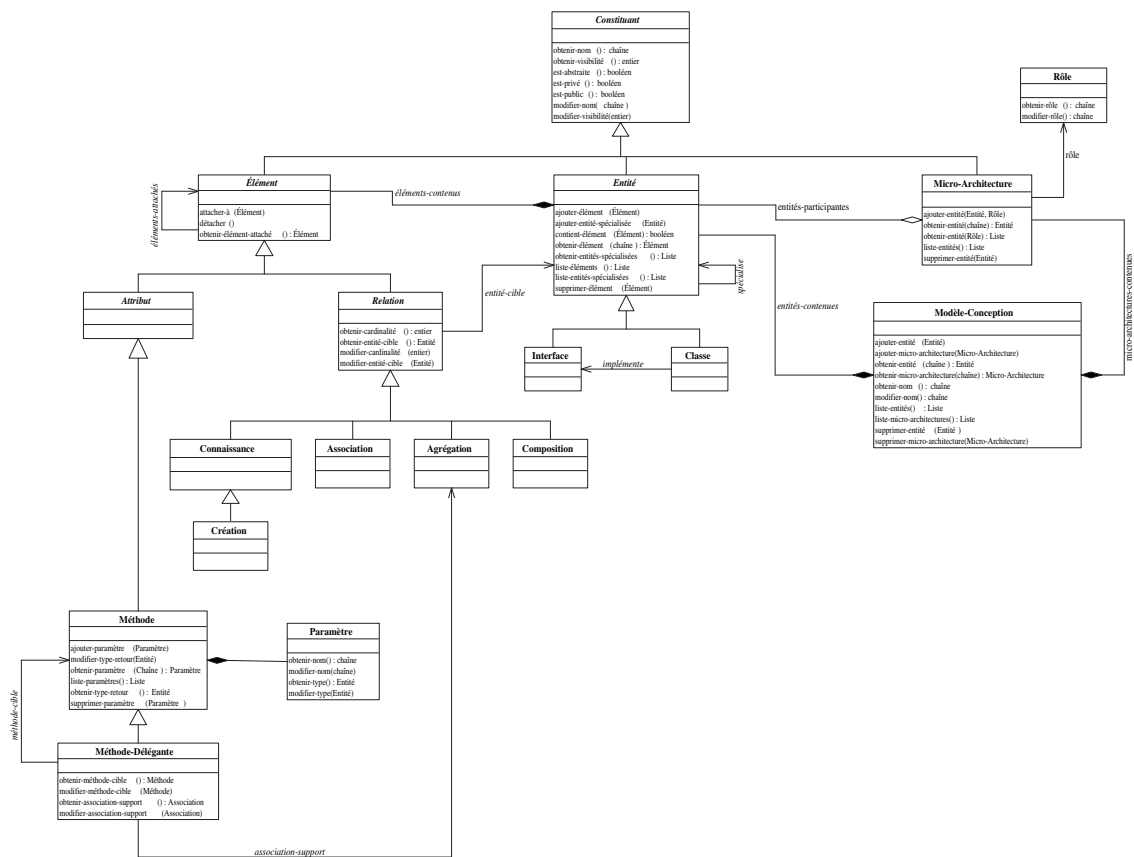 Constituant
obtenir-nom () : chaîne
obtenir-visibilité () : entier
est-abstraite () : booléen
est-privé () : booléen
est-public () : booléen
modifier-nom( chaîne )
modifier-visibilité(entier)
Rôle
obtenir-rôle () : chaîne
modifier-rôle() : chaîne
rôle
Élément
attacher-à (Élément)
détacher ()
obtenir-élément-attaché () : Élément
éléments-attachés
éléments-contenus
Entité
ajouter-élément (Élément)
ajouter-entité-spécialisée (Entité)
contient-élément (Élément) : booléen
obtenir-élément (chaîne ) : Élément
obtenir-entités-spécialisées () : Liste
liste-éléments () : Liste
liste-entités-spécialisées () : Liste
supprimer-élément (Élément)
spécialise
entités-participantes
Micro-Architecture
ajouter-entité(Entité, Rôle)
obtenir-entité(chaîne) : Entité
obtenir-entité(Rôle) : Liste
liste-entités() : Liste
supprimer-entité(Entité)
micro-architectures-contenues
Attribut
Relation
obtenir-cardinalité () : entier
obtenir-entité-cible () : Entité
modifier-cardinalité (entier)
modifier-entité-cible (Entité)
entité-cible
entités-contenues
Modèle-Conception
ajouter-entité (Entité)
ajouter-micro-architecture(Micro-Architecture)
obtenir-entité (chaîne ) : Entité
obtenir-micro-architecture(chaîne) : Micro-Architecture
obtenir-nom () : chaîne
modifier-nom() : chaîne
liste-entités() : Liste
liste-micro-architectures() : Liste
supprimer-entité (Entité )
supprimer-micro-architecture(Micro-Architecture)
Interface
implémente
Classe
Connaissance
Association
Agrégation
Composition
Création
Méthode
ajouter-paramètre (Paramètre)
modifier-type-retour(Entité)
obtenir-paramètre (Chaîne ) : Paramètre
liste-paramètres() : Liste
obtenir-type-retour () : Entité
supprimer-paramètre (Paramètre )
Paramètre
obtenir-nom() : chaîne
modifier-nom(chaîne)
obtenir-type() : Entité
modifier-type(Entité)
méthode-cible
Méthode-Délégante
obtenir-méthode-cible () : Méthode
modifier-méthode-cible (Méthode)
obtenir-association-support () : Association
modifier-association-support (Association)
association-support